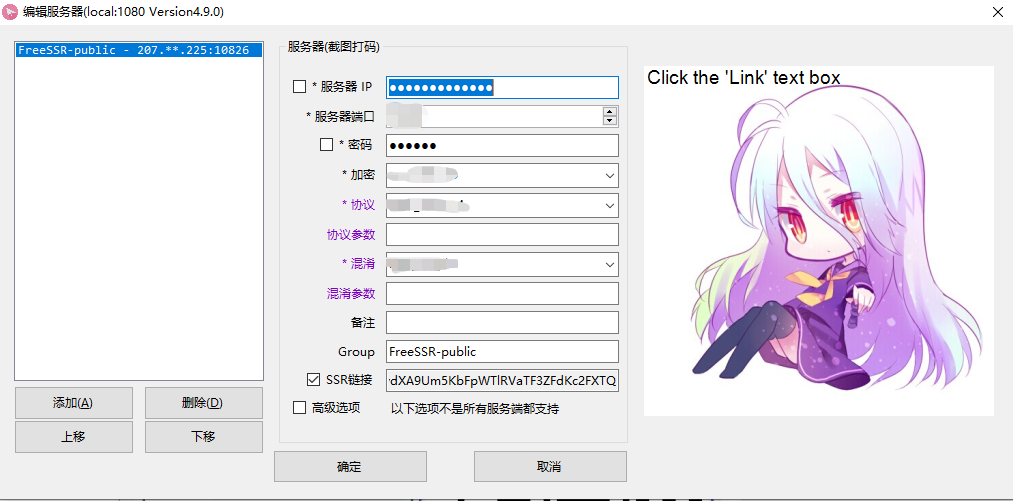 编辑服务器(local:1080 Version4.9.0)
FreeSSR-public - 207.**.225:10826
添加(A)
删除(D)
上移
下移
服务器(截图打码)
* 服务器 IP
●●●●●●●●●●●●●
* 服务器端口
* 密码
●●●●●●
* 加密
* 协议
协议参数
* 混淆
混淆参数
备注
Group
FreeSSR-public
SSR链接
dXA9Um5KbFpWTlRVaTF3ZFdKc2FXTQ
高级选项
以下选项不是所有服务端都支持
确定
取消
Click the 'Link' text box